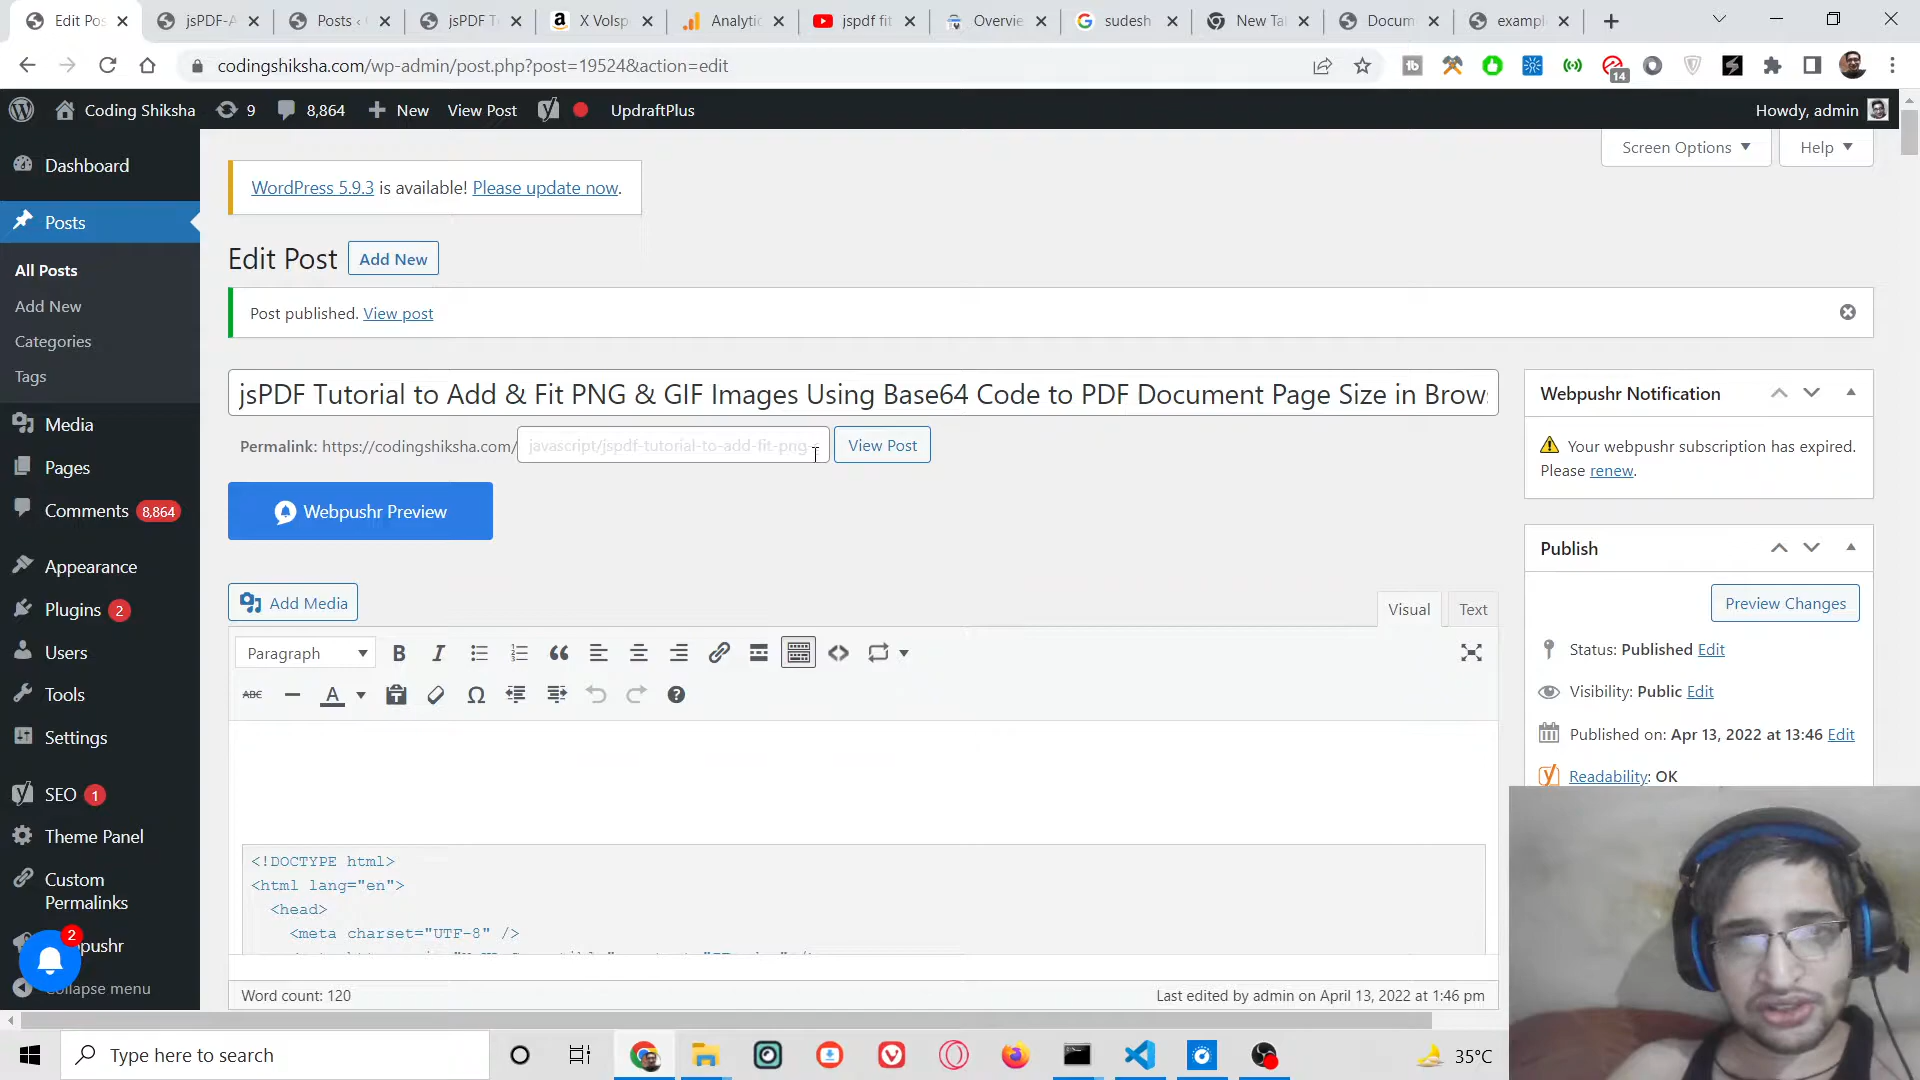 Edit Pos
jsPDF-A
Posts ‹
jsPDF T
X Volsp
Analytic
jspdf fit
Overvie
sudesh
New Ta
Docum
exampl
codingshiksha.com/wp-admin/post.php?post=19524&action=edit
14
Coding Shiksha
9
8,864
New
View Post
UpdraftPlus
Howdy, admin
Dashboard
Posts
All Posts
Add New
Categories
Tags
Media
Pages
Comments 8,864
Appearance
Plugins 2
Users
Tools
Settings
SEO 1
Theme Panel
Custom
Permalinks
2
Collapse menu
Screen Options
Help
WordPress 5.9.3 is available! Please update now.
Edit Post
Add New
Post published. View post
jsPDF Tutorial to Add & Fit PNG & GIF Images Using Base64 Code to PDF Document Page Size in Brows
Permalink: https://codingshiksha.com/
javascript/jspdf-tutorial-to-add-fit-png-
View Post
Webpushr Preview
Add Media
Visual
Text
Paragraph
B
I
ABC
A
<!DOCTYPE html>
<html lang="en">
<head>
<meta charset="UTF-8" />
Word count: 120
Last edited by admin on April 13, 2022 at 1:46 pm
Webpushr Notification
Your webpushr subscription has expired.
Please renew.
Publish
Preview Changes
Status: Published Edit
Visibility: Public Edit
Published on: Apr 13, 2022 at 13:46 Edit
Readability: OK
Type here to search
35°C